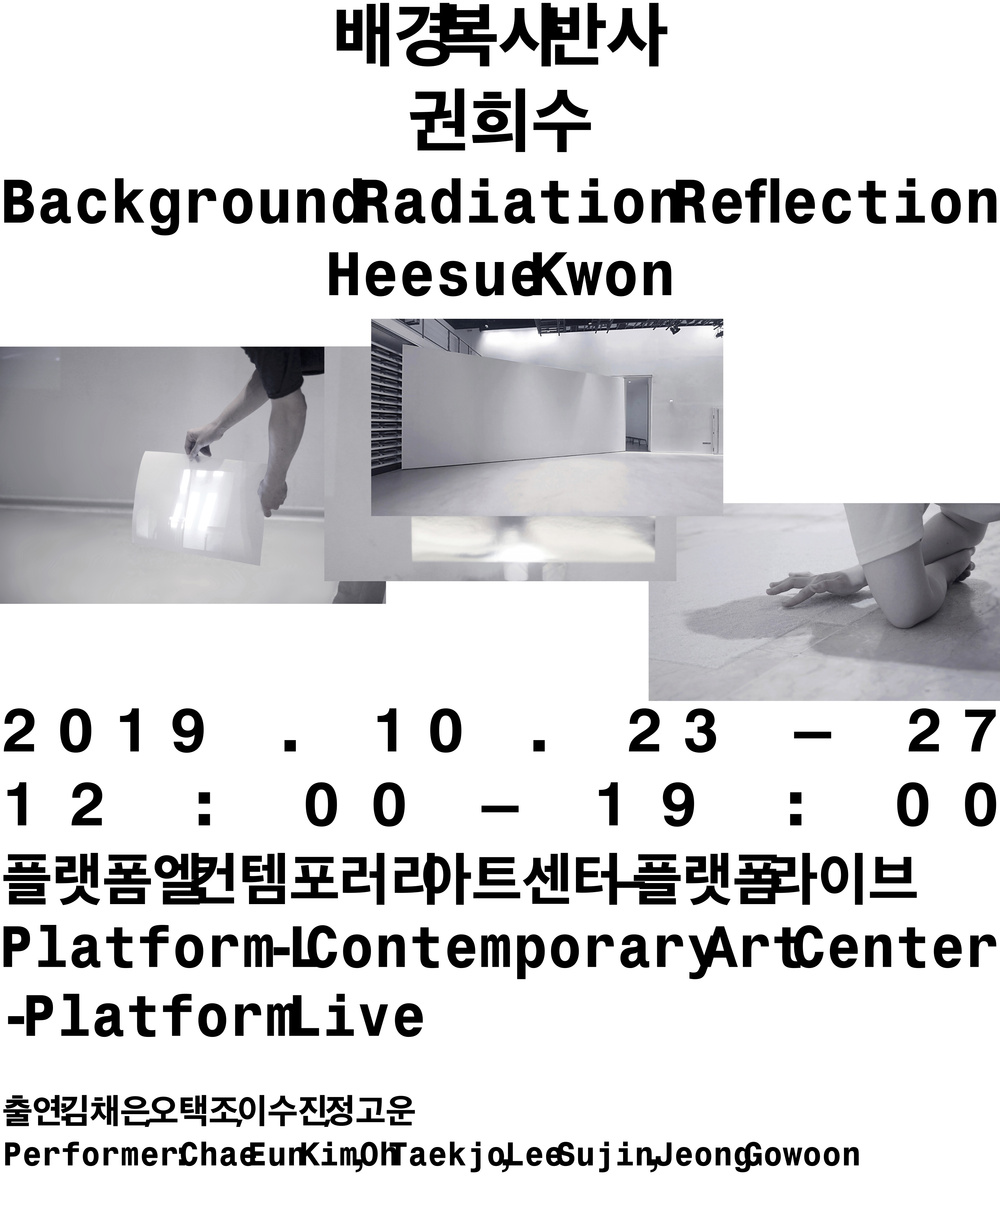 배경 복사 반사
권희수
Background Radiation Reflection
Heesue Kwon
2019 . 10 . 23 – 27
12 : 00 – 19 : 00
플랫폼엘 컨템포러리 아트센터 – 플랫폼 라이브
Platform-L Contemporary Art Center
- Platform Live
출연 김채은, 오택조, 이수진, 정고운
Performer: Chae Eun Kim, Oh Taekjo, Lee Sujin, Jeong Gowoon